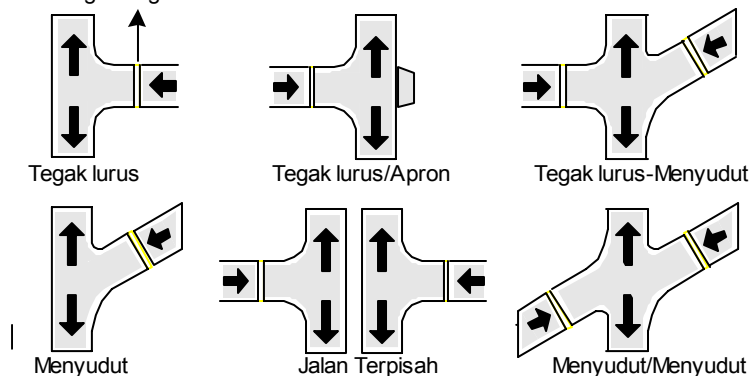 Tegak lurus
Tegak lurus/Apron
Tegak lurus-Menyudut
Menyudut
Jalan Terpisah
Menyudut/Menyudut